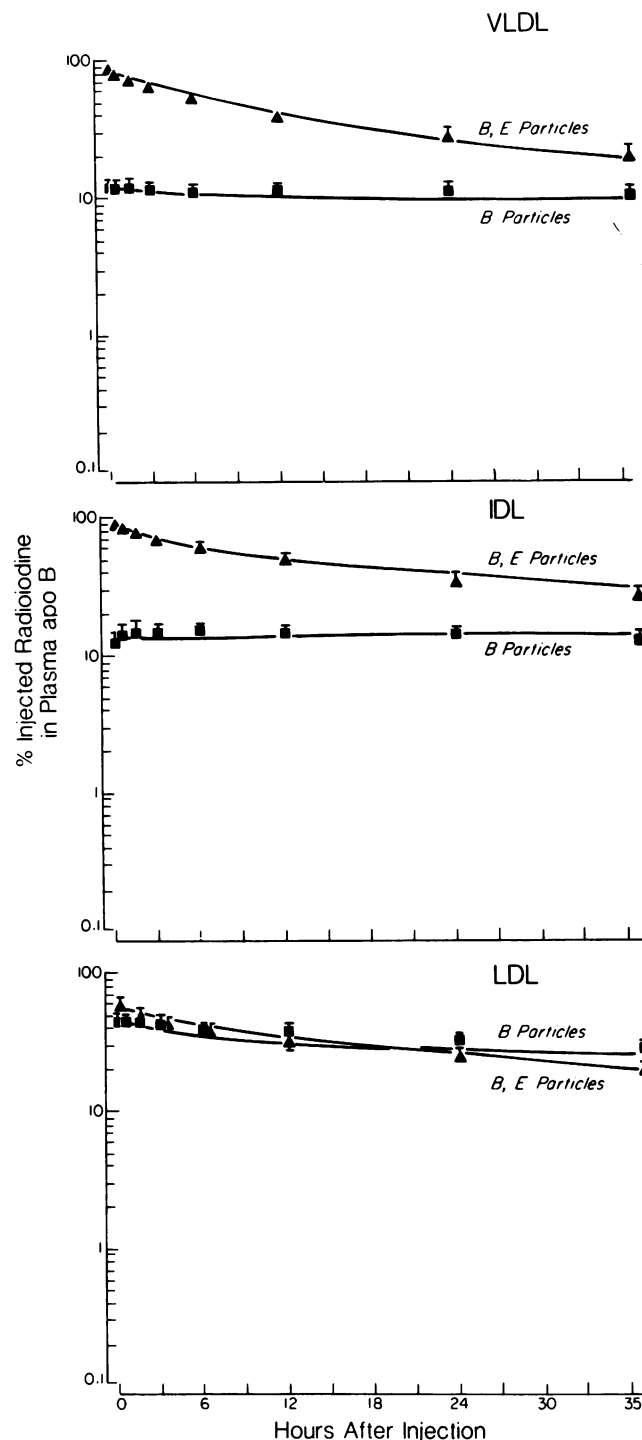 VLDL
100
10
1
0.1
B, E Particles
B Particles
IDL
100
10
1
0.1
B, E Particles
B Particles
% Injected Radioiodine
in Plasma apo B
LDL
100
10
1
0.1
B Particles
B, E Particles
0 6 12 18 24 30 35
Hours After Injection